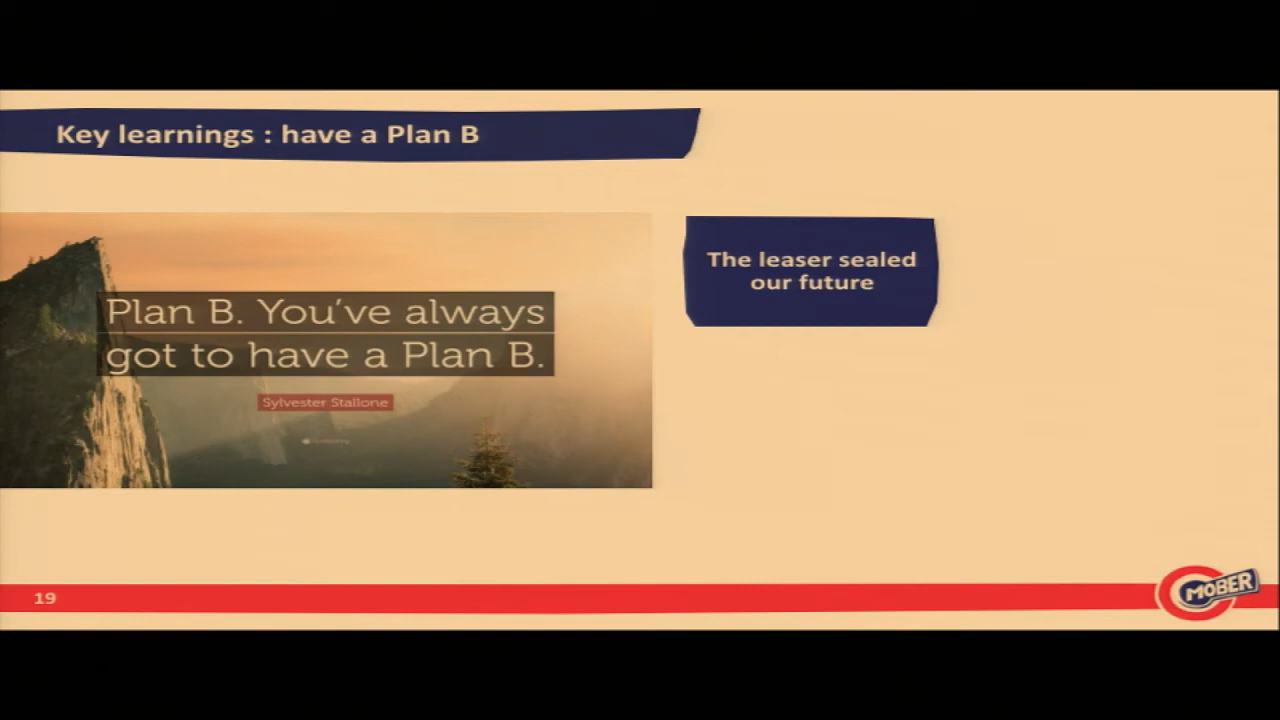 Key learnings : have a Plan B
Plan B. You've always
got to have a Plan B.
Sylvester Stallone
The leaser sealed
our future
19
MOBER